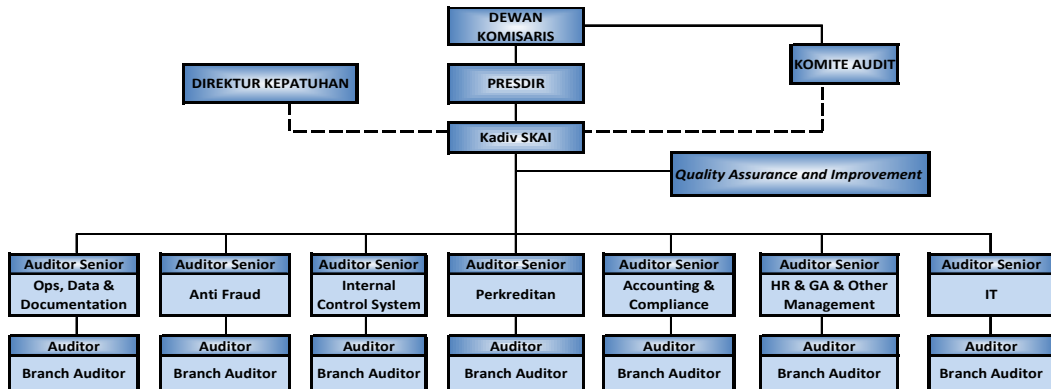 DEWAN
KOMISARIS
KOMITE AUDIT
DIREKTUR KEPATUHAN
PRESDIR
Kadiv SKAI
Quality Assurance and Improvement
Auditor Senior
Ops, Data &
Documentation
Auditor Senior
Anti Fraud
Auditor Senior
Internal
Control System
Auditor Senior
Perkreditan
Auditor Senior
Accounting &
Compliance
Auditor Senior
HR & GA & Other
Management
Auditor Senior
IT
Auditor
Branch Auditor
Auditor
Branch Auditor
Auditor
Branch Auditor
Auditor
Branch Auditor
Auditor
Branch Auditor
Auditor
Branch Auditor
Auditor
Branch Auditor